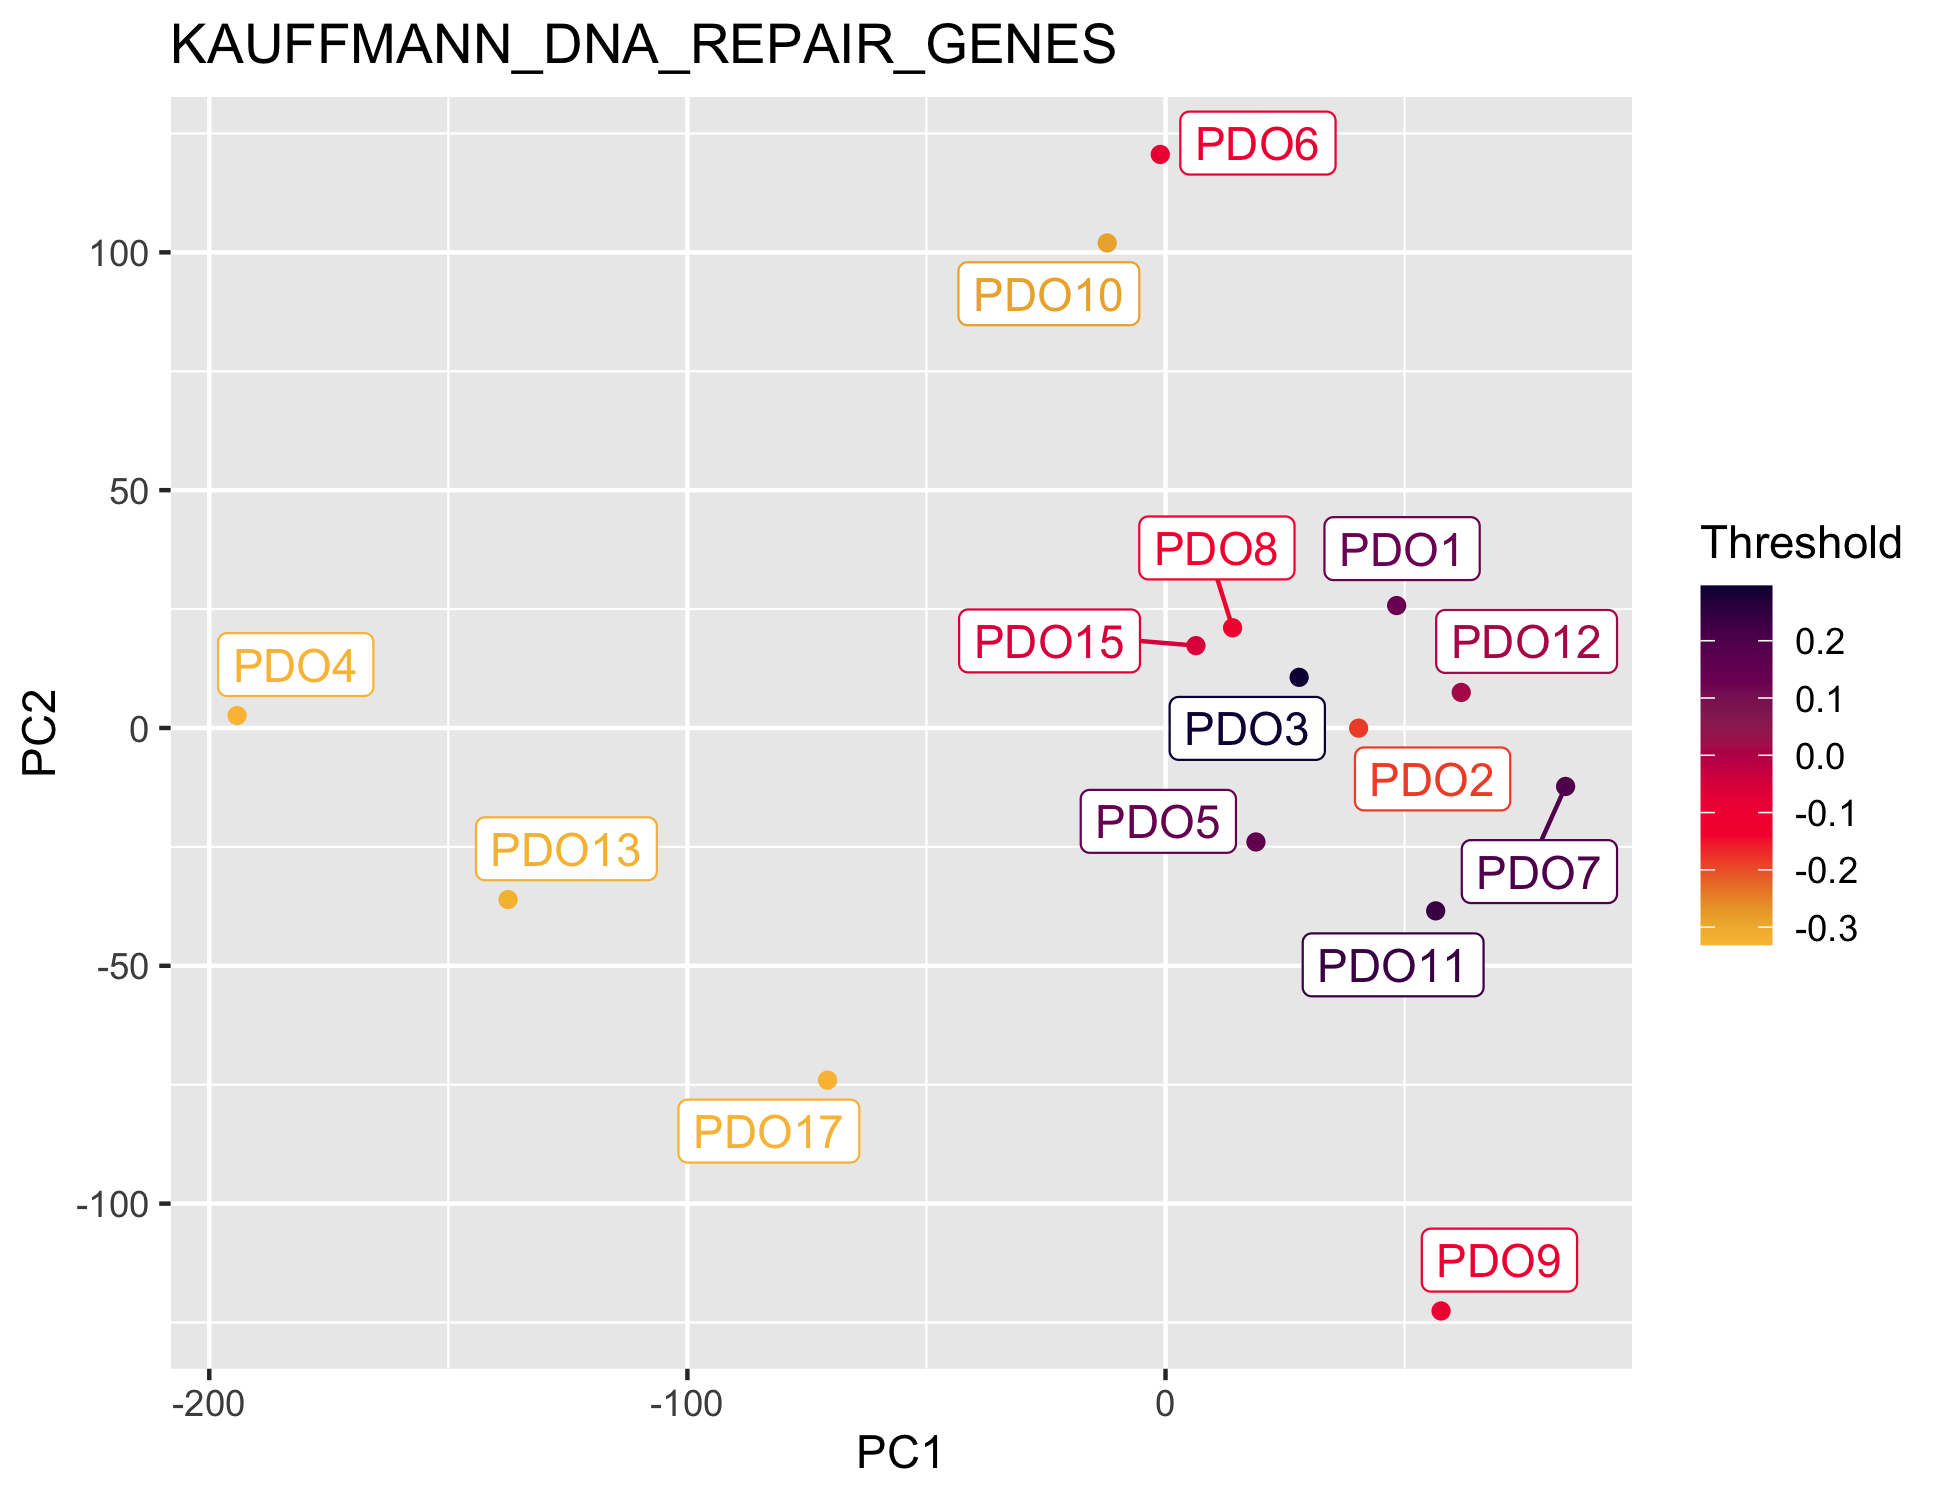 KAUFFMANN_DNA_REPAIR_GENES
PDO6
100
PDO10
50
PDO8
PDO1
PDO15
PDO12
PDO4
PDO3
0
PDO2
PDO5
PDO13
PDO7
-50
PDO11
PDO17
-100
PDO9
-200
-100
0
PC1
PC2
Threshold
0.2
0.1
0.0
-0.1
-0.2
-0.3